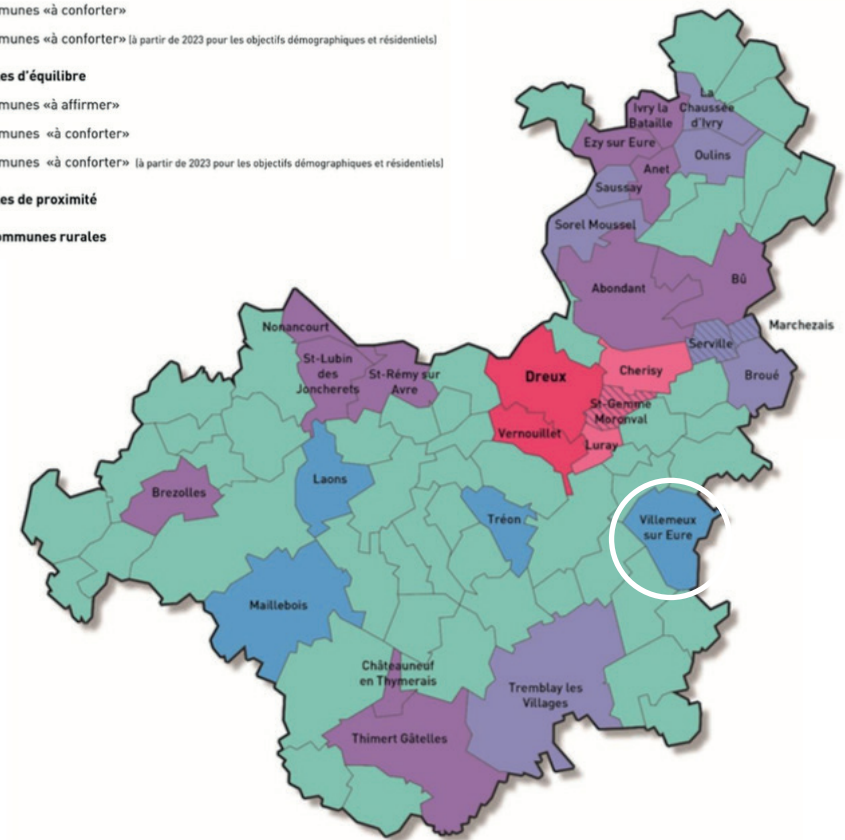 munes «à conforter»
munes «à conforter» (à partir de 2023 pour les objectifs démographiques et résidentiels)
es d'équilibre
munes «à affirmer»
munes «à conforter»
munes «à conforter» (à partir de 2023 pour les objectifs démographiques et résidentiels)
es de proximité
ommunes rurales
La
Chaussée
d'Ivry
Ivry la
Bataille
Ezy sur Eure
Oulins
Anet
Saussay
Sorel Moussel
Abondant
Bû
Marchezais
Serville
Broué
Nonancourt
St-Lubin
des
Joncherets
St-Rémy sur
Avre
Dreux
Cherisy
St-Gemme
Moronval
Vernouillet
Luray
Laons
Brezolles
Tréon
Villemeux
sur Eure
Maillebois
Châteauneuf
en Thymerais
Tremblay les
Villages
Thimert Gâtelles